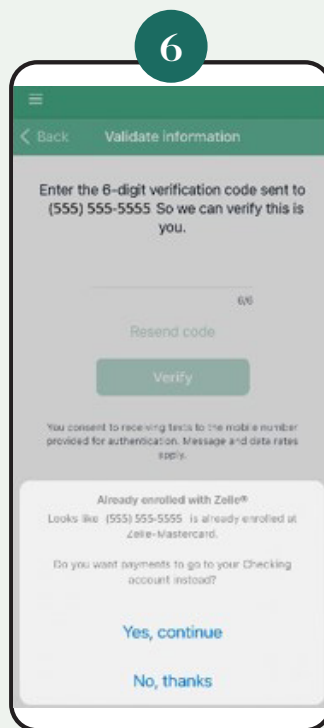 6
Back Validate information
Enter the 6-digit verification code sent to
(555) 555-5555 So we can verify this is
you.
6/6
Resend code
Verify
You consent to receiving texts to the mobile number
provided for authentication. Message and data rates
apply.
Already enrolled with Zelle®
Looks like (555) 555-5555 is already enrolled at
Zelle-Mastercard.
Do you want payments to go to your Checking
account instead?
Yes, continue
No, thanks